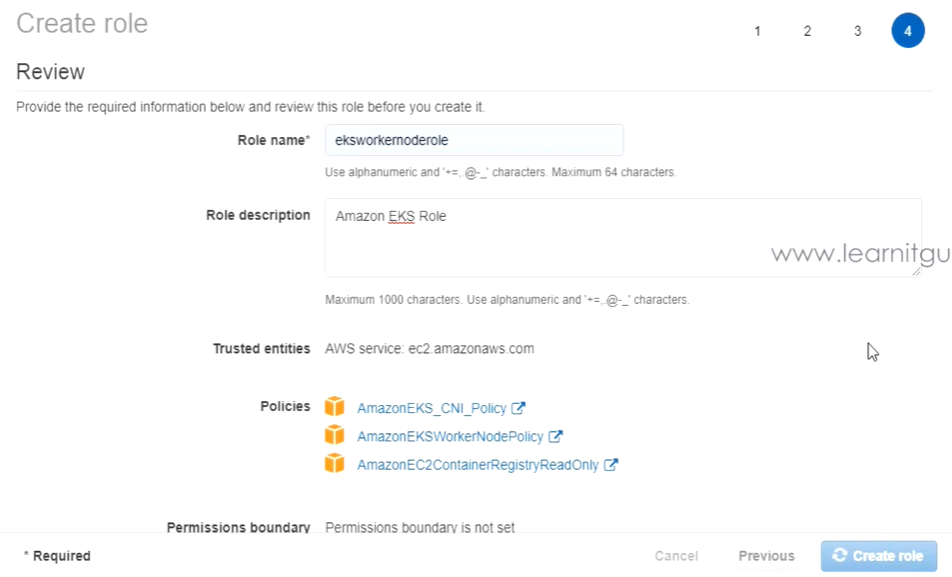 Create role
1 2 3 4
Review
Provide the required information below and review this role before you create it.
Role name* eksworkernoderole
Use alphanumeric and '+=,.@-_' characters. Maximum 64 characters.
Role description Amazon EKS Role
www.learnitgu
Maximum 1000 characters. Use alphanumeric and '+=,.@-_' characters.
Trusted entities AWS service: ec2.amazonaws.com
Policies AmazonEKS_CNI_Policy
AmazonEKSWorkerNodePolicy
AmazonEC2ContainerRegistryReadOnly
Permissions boundary Permissions boundary is not set
* Required Cancel Previous Create role